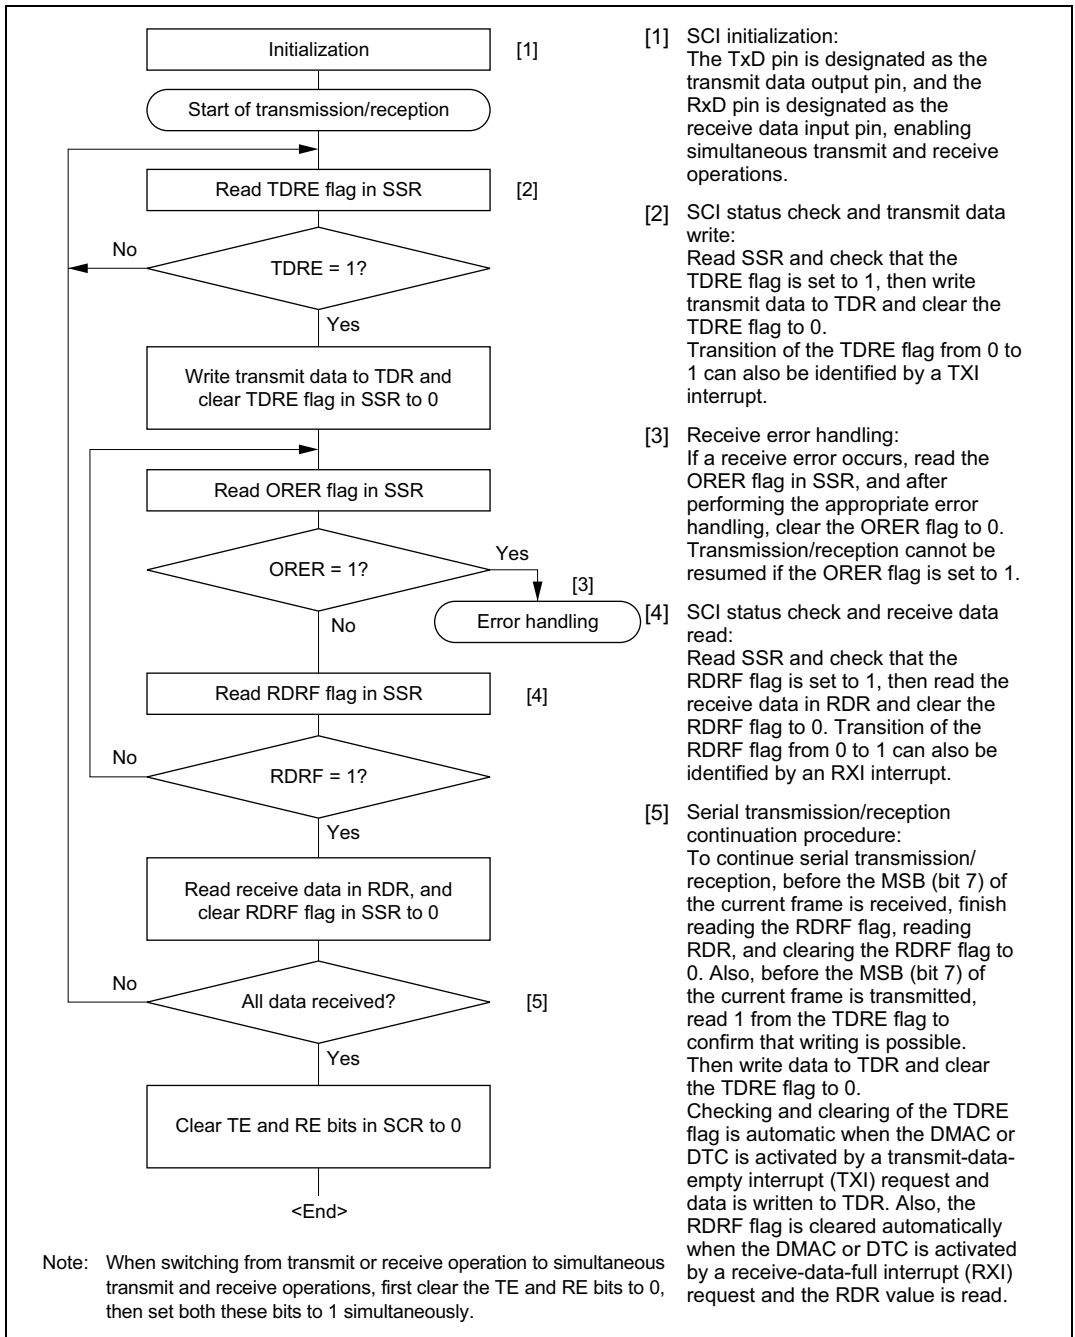 Initialization
[1]
Start of transmission/reception
Read TDRE flag in SSR
[2]
No
TDRE = 1?
Yes
Write transmit data to TDR and
clear TDRE flag in SSR to 0
Read ORER flag in SSR
ORER = 1?
Yes
[3]
Error handling
No
Read RDRF flag in SSR
[4]
No
RDRF = 1?
Yes
Read receive data in RDR, and
clear RDRF flag in SSR to 0
No
All data received?
[5]
Yes
Clear TE and RE bits in SCR to 0
<End>
[1] SCI initialization:
The TxD pin is designated as the
transmit data output pin, and the
RxD pin is designated as the
receive data input pin, enabling
simultaneous transmit and receive
operations.
[2] SCI status check and transmit data
write:
Read SSR and check that the
TDRE flag is set to 1, then write
transmit data to TDR and clear the
TDRE flag to 0.
Transition of the TDRE flag from 0 to
1 can also be identified by a TXI
interrupt.
[3] Receive error handling:
If a receive error occurs, read the
ORER flag in SSR, and after
performing the appropriate error
handling, clear the ORER flag to 0.
Transmission/reception cannot be
resumed if the ORER flag is set to 1.
[4] SCI status check and receive data
read:
Read SSR and check that the
RDRF flag is set to 1, then read the
receive data in RDR and clear the
RDRF flag to 0. Transition of the
RDRF flag from 0 to 1 can also be
identified by an RXI interrupt.
[5] Serial transmission/reception
continuation procedure:
To continue serial transmission/
reception, before the MSB (bit 7) of
the current frame is received, finish
reading the RDRF flag, reading
RDR, and clearing the RDRF flag to
0. Also, before the MSB (bit 7) of
the current frame is transmitted,
read 1 from the TDRE flag to
confirm that writing is possible.
Then write data to TDR and clear
the TDRE flag to 0.
Checking and clearing of the TDRE
flag is automatic when the DMAC or
DTC is activated by a transmit-data-
empty interrupt (TXI) request and
data is written to TDR. Also, the
RDRF flag is cleared automatically
when the DMAC or DTC is activated
by a receive-data-full interrupt (RXI)
request and the RDR value is read.
Note: When switching from transmit or receive operation to simultaneous
transmit and receive operations, first clear the TE and RE bits to 0,
then set both these bits to 1 simultaneously.